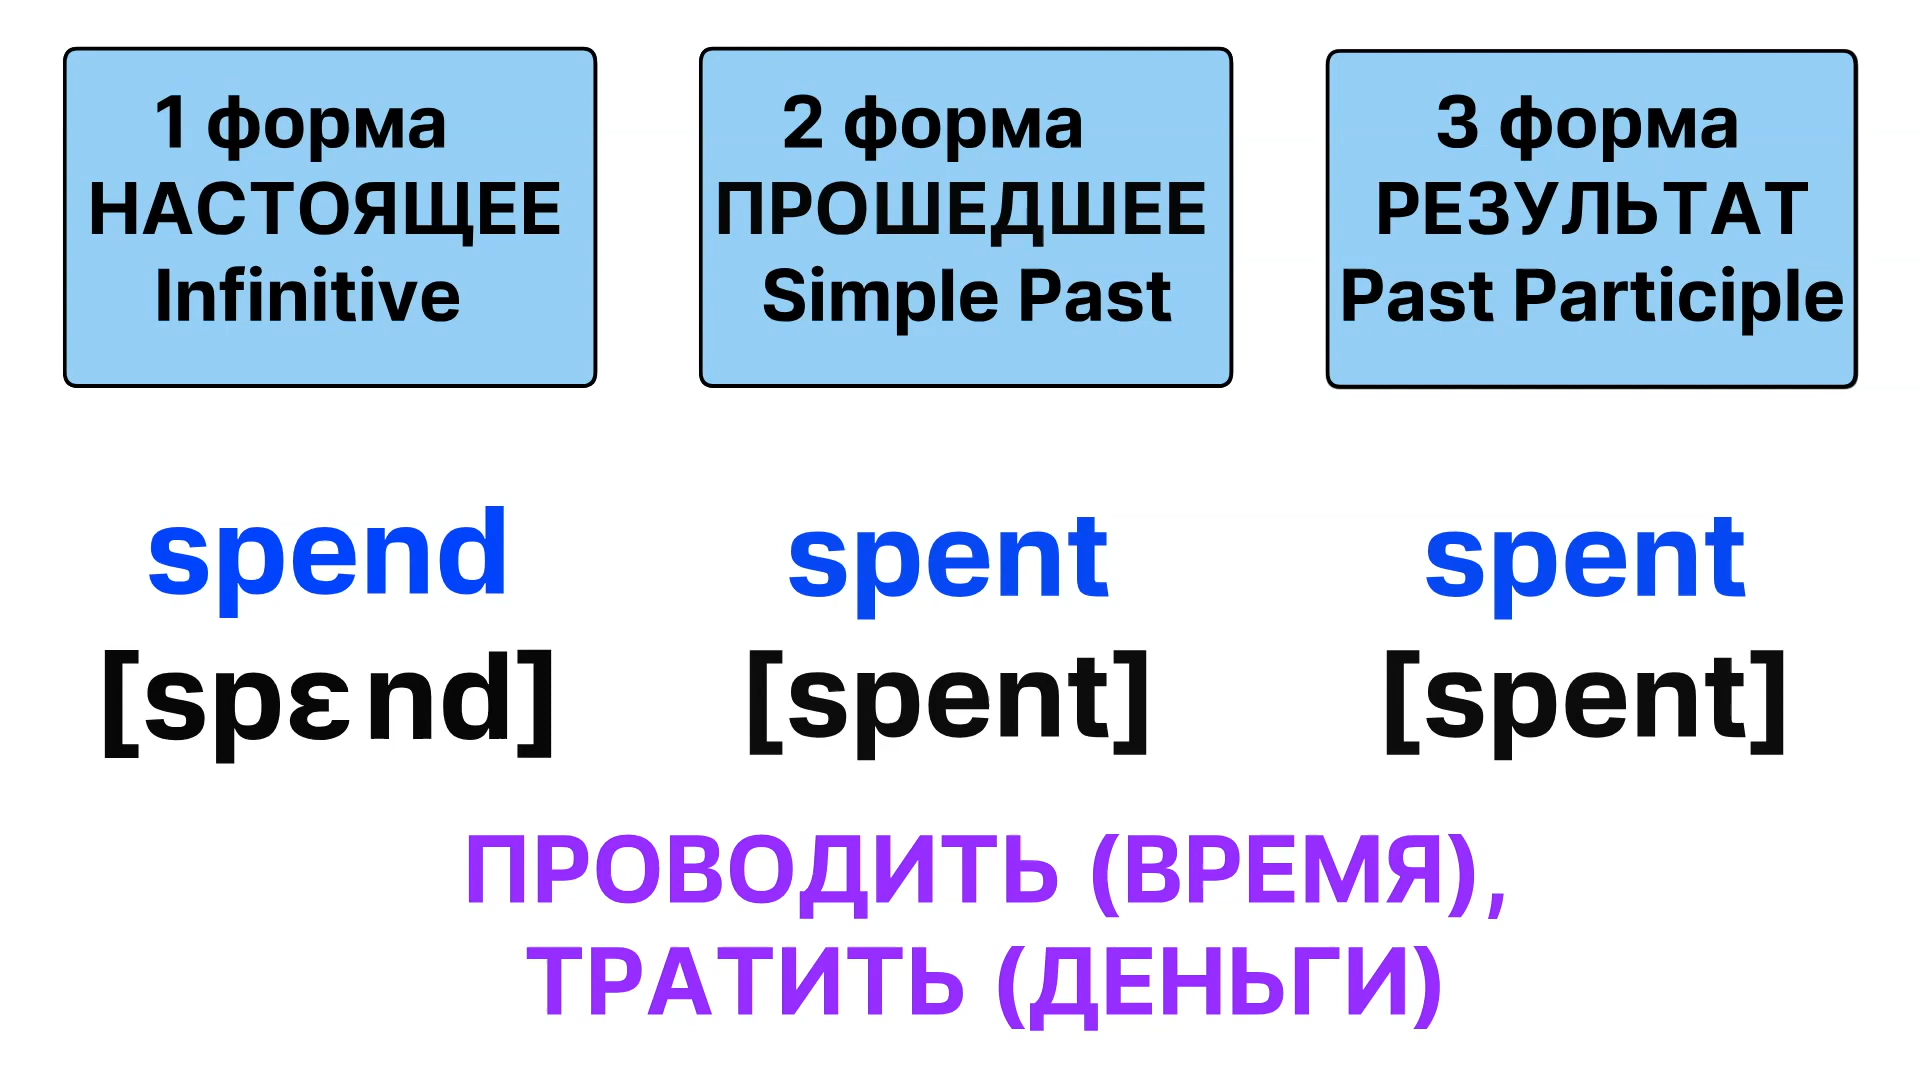 1 форма
НАСТОЯЩЕЕ
Infinitive
2 форма
ПРОШЕДШЕЕ
Simple Past
3 форма
РЕЗУЛЬТАТ
Past Participle
spend
spent
spent
[spɛnd]
[spent]
[spent]
ПРОВОДИТЬ (ВРЕМЯ),
ТРАТИТЬ (ДЕНЬГИ)